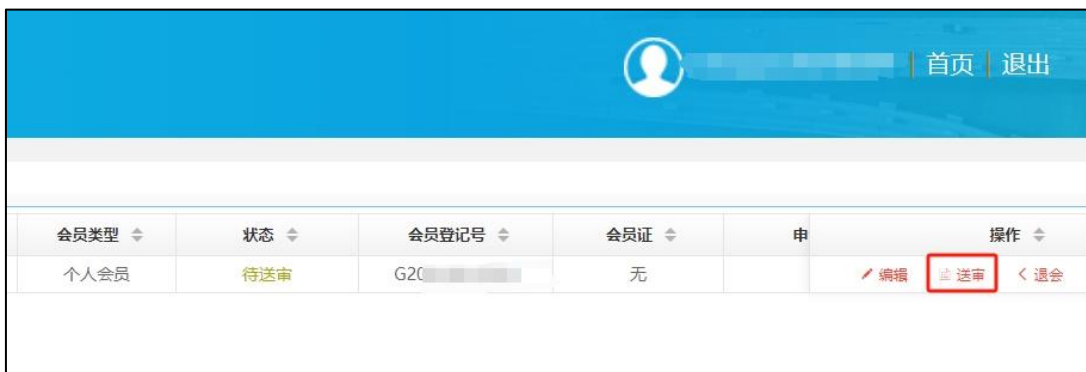 首页 退出
会员类型 状态 会员登记号 会员证 申 操作
个人会员 待送审 G20 无 编辑 送审 退会